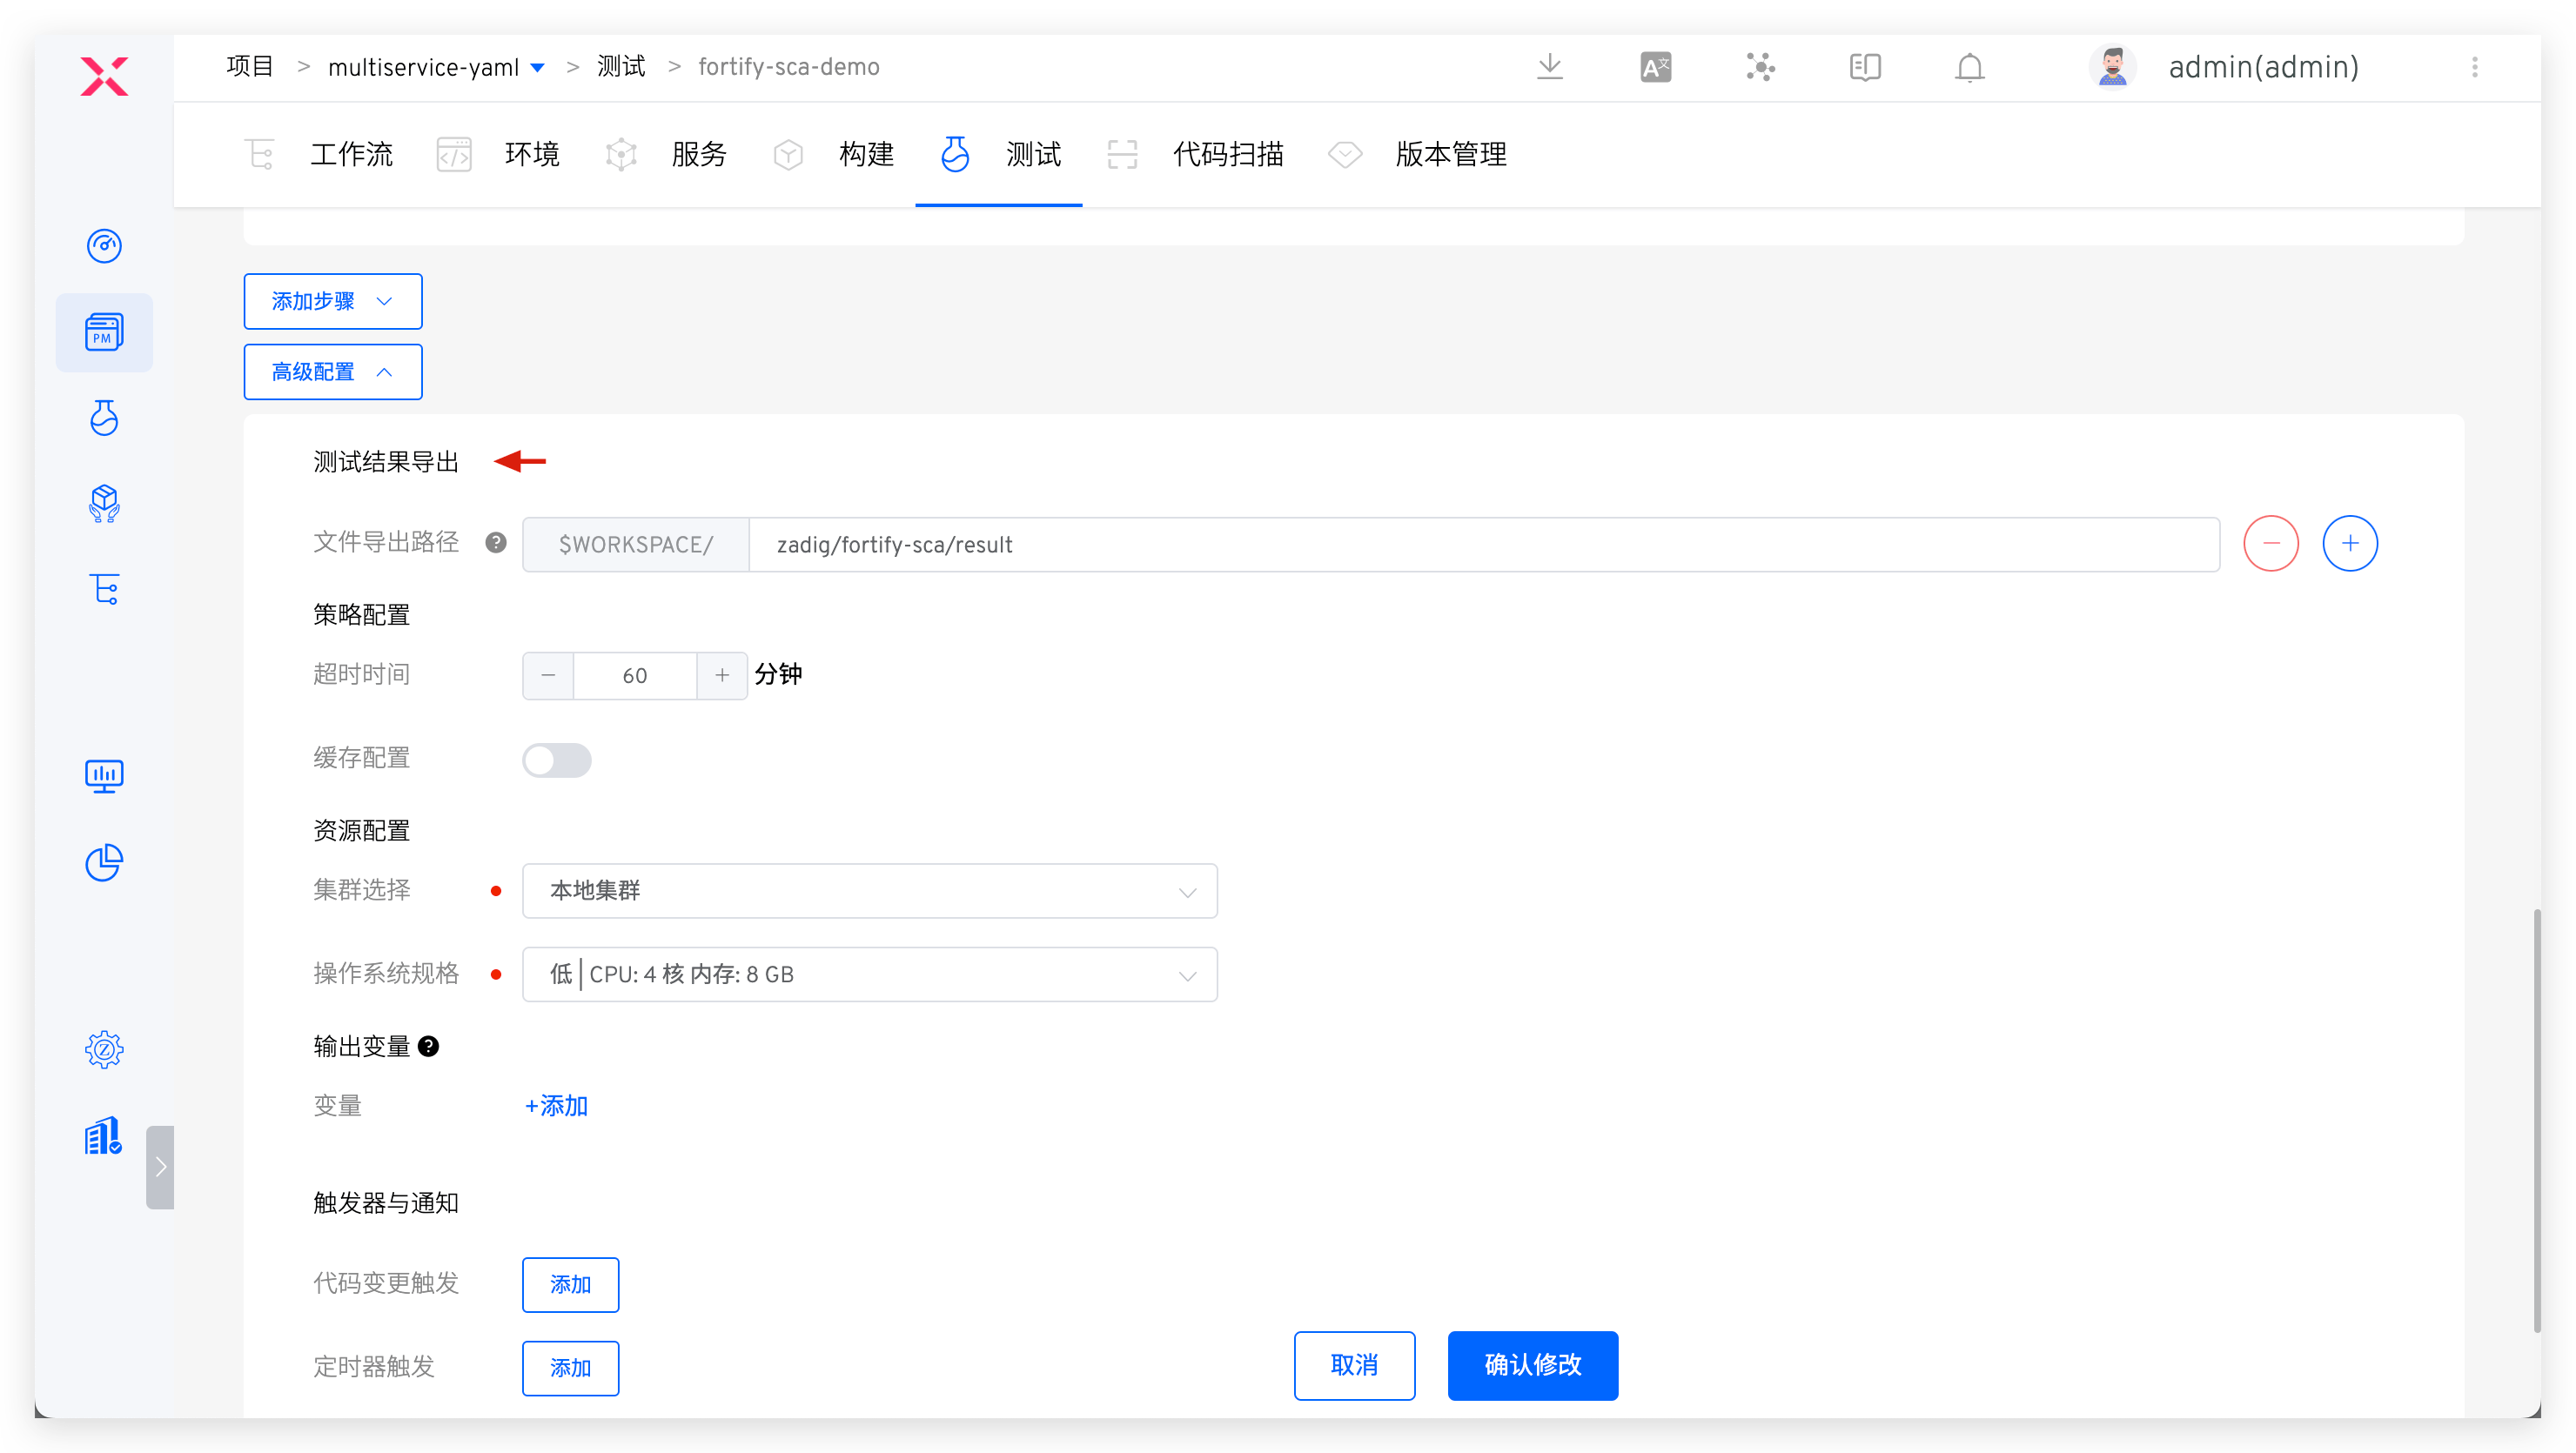 项目 > multiservice-yaml > 测试 > fortify-sca-demo
A文
admin(admin)
工作流 环境 服务 构建 测试 代码扫描 版本管理
PM
添加步骤
高级配置
测试结果导出
文件导出路径 ? $WORKSPACE/ zadig/fortify-sca/result
策略配置
超时时间 − 60 + 分钟
缓存配置
资源配置
集群选择 本地集群
操作系统规格 低 | CPU: 4 核 内存: 8 GB
输出变量 ?
变量 +添加
Z
触发器与通知
代码变更触发 添加
定时器触发 添加
取消 确认修改